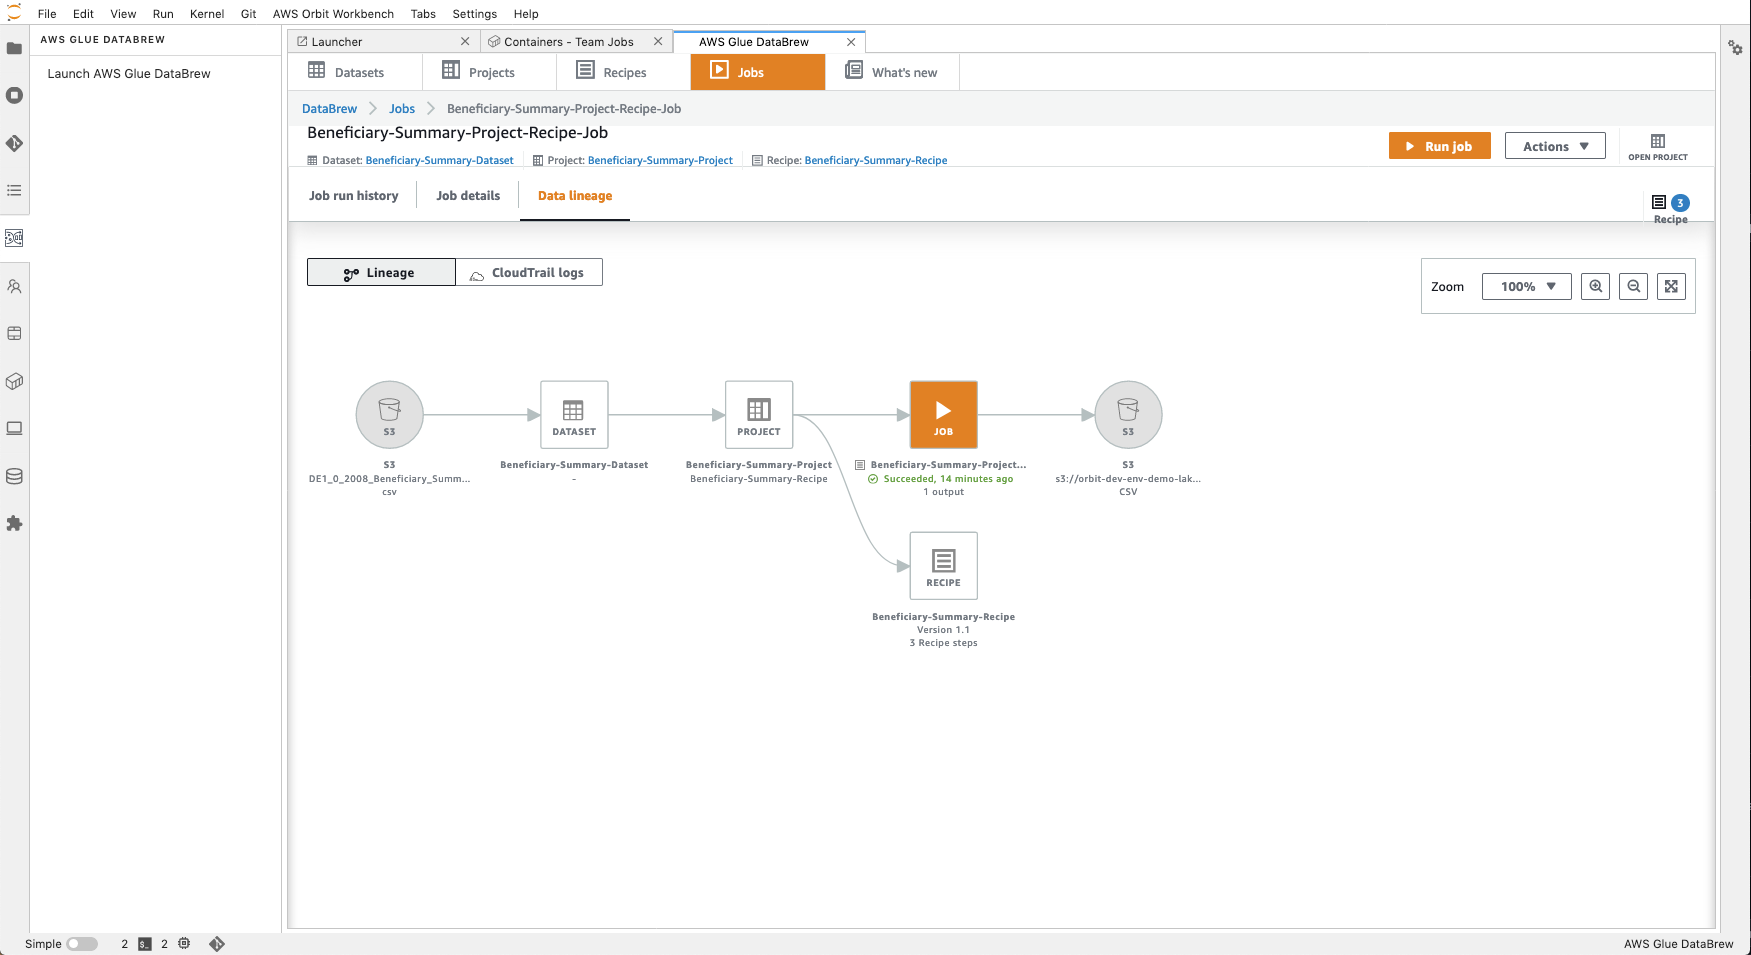 File Edit View Run Kernel Git AWS Orbit Workbench Tabs Settings Help
AWS GLUE DATABREW
Launch AWS Glue DataBrew
Launcher
Containers - Team Jobs
AWS Glue DataBrew
Datasets
Projects
Recipes
Jobs
What's new
DataBrew
Jobs
Beneficiary-Summary-Project-Recipe-Job
Beneficiary-Summary-Project-Recipe-Job
Dataset: Beneficiary-Summary-Dataset
Project: Beneficiary-Summary-Project
Recipe: Beneficiary-Summary-Recipe
Run job
Actions
OPEN PROJECT
Job run history
Job details
Data lineage
3
Recipe
Lineage
CloudTrail logs
Zoom
100%
S3
DATASET
PROJECT
JOB
S3
S3
DE1_0_2008_Beneficiary_Summ...
csv
Beneficiary-Summary-Dataset
-
Beneficiary-Summary-Project
Beneficiary-Summary-Recipe
Beneficiary-Summary-Project...
Succeeded, 14 minutes ago
1 output
S3
s3://orbit-dev-env-demo-lak...
CSV
RECIPE
Beneficiary-Summary-Recipe
Version 1.1
3 Recipe steps
Simple
2
$_
2
AWS Glue DataBrew